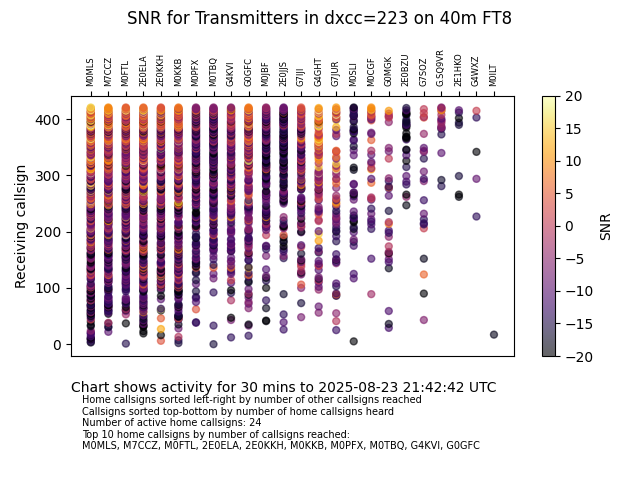 SNR for Transmitters in dxcc=223 on 40m FT8
M0MLS M7CCZ M0FTL 2E0ELA 2E0KKH M0KKB M0PFX M0TBQ G4KVI G0GFC M0JBF 2E0JJS G7IJI G4GHT G7JUR M0SLI M0CGF G0MGK 2E0BZU G7SOZ G.SQ9VR 2E1HKO G4WXZ M0ILT
400
300
200
100
0
Receiving callsign
20
15
10
5
0
−5
−10
−15
−20
SNR
Chart shows activity for 30 mins to 2025-08-23 21:42:42 UTC
Home callsigns sorted left-right by number of other callsigns reached
Callsigns sorted top-bottom by number of home callsigns heard
Number of active home callsigns: 24
Top 10 home callsigns by number of callsigns reached:
M0MLS, M7CCZ, M0FTL, 2E0ELA, 2E0KKH, M0KKB, M0PFX, M0TBQ, G4KVI, G0GFC